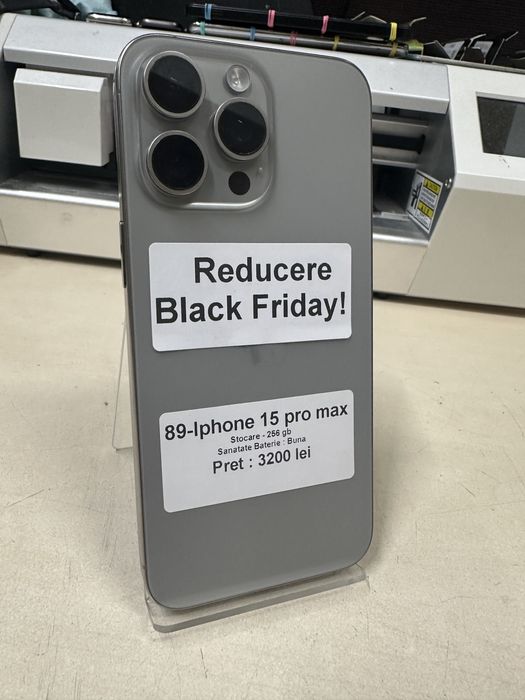 Reducere
Black Friday!
89-Iphone 15 pro max
Stocare - 256 gb
Sanatate Baterie : Buna
Pret : 3200 lei